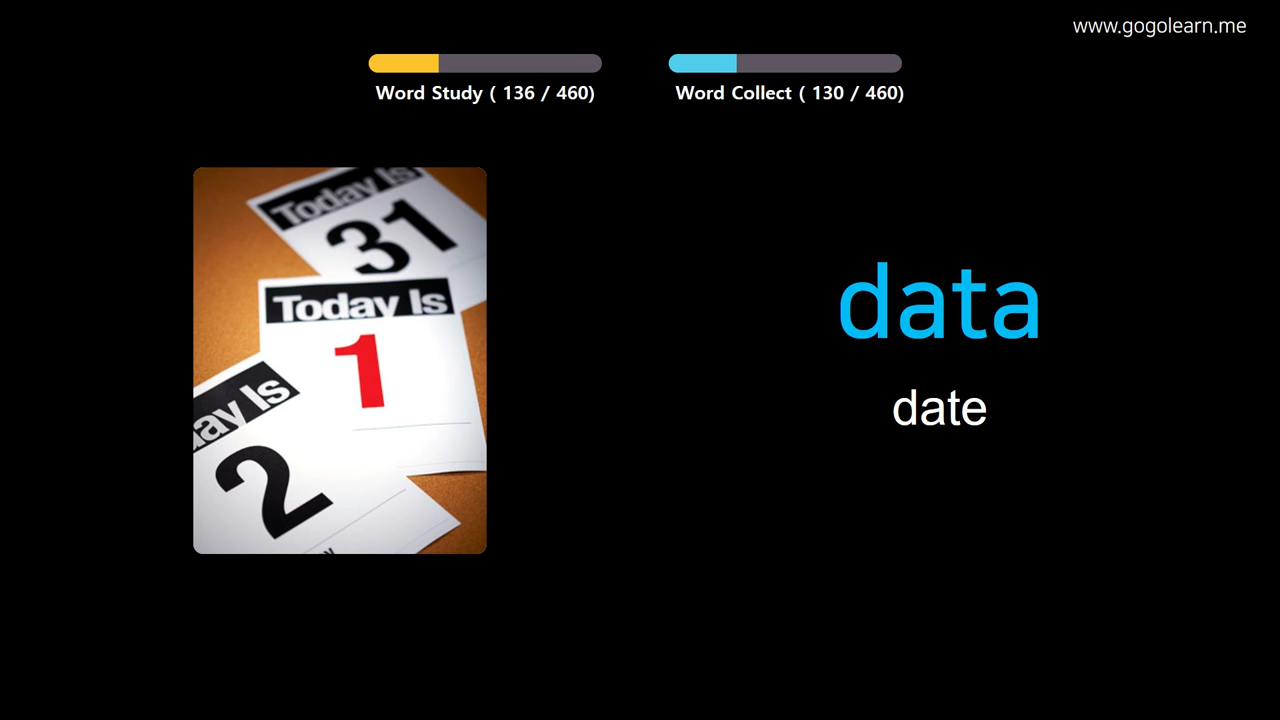 www.gogolearn.me
Word Study ( 136 / 460)
Word Collect ( 130 / 460)
Today Is
31
Today Is
1
day Is
2
data
date